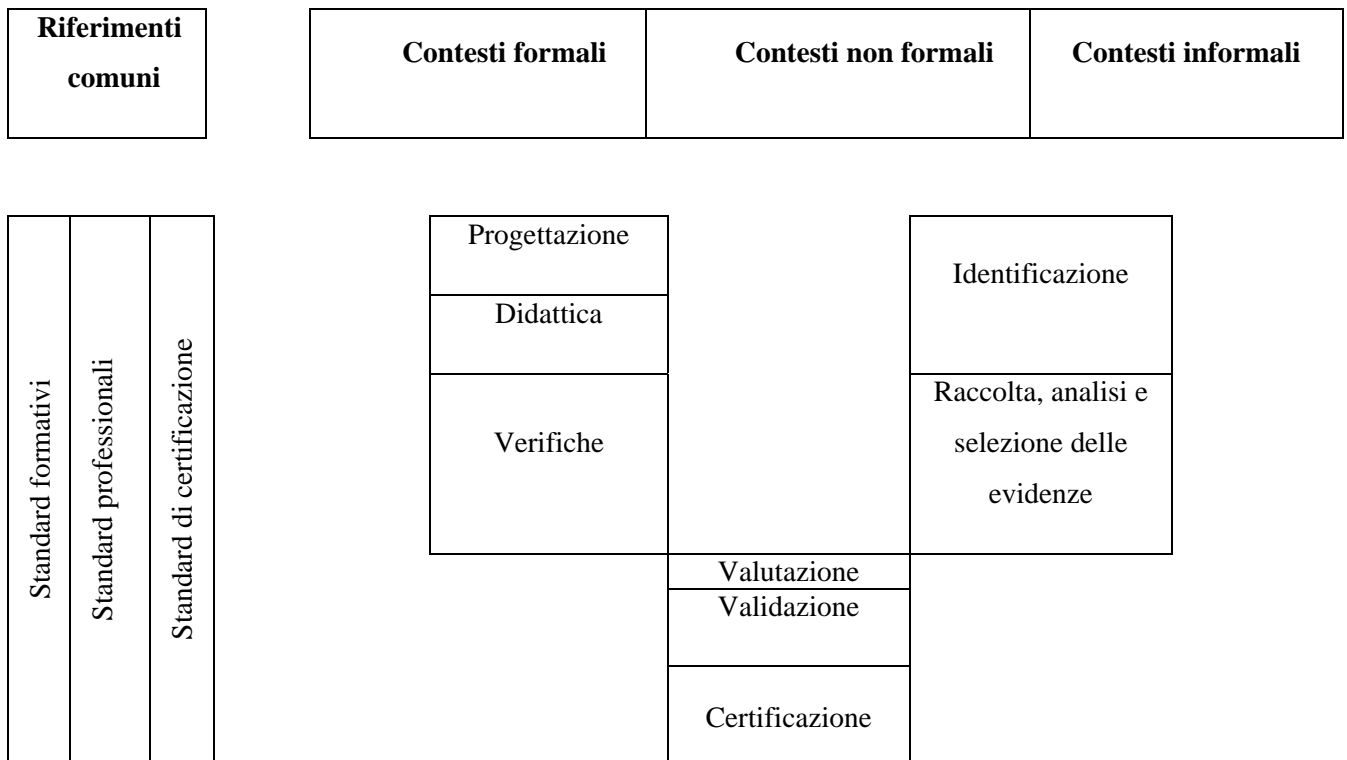 Riferimenti
comuni
Contesti formali
Contesti non formali
Contesti informali
Standard formativi
Standard professionali
Standard di certificazione
Progettazione
Didattica
Verifiche
Identificazione
Raccolta, analisi e
selezione delle
evidenze
Valutazione
Validazione
Certificazione